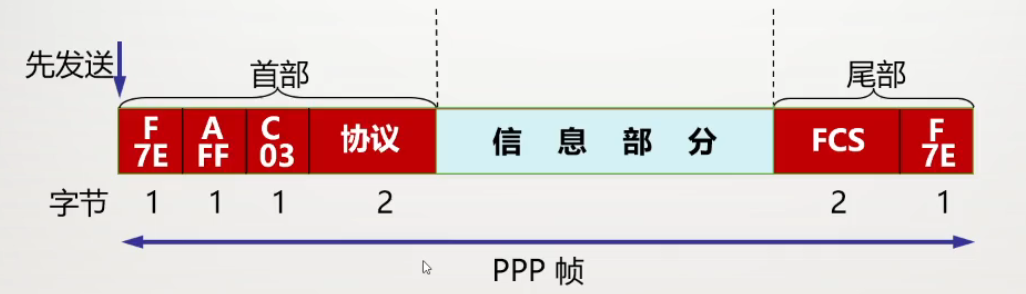 先发送
首部
尾部
F 7E
A FF
C 03
协议
信息部分
FCS
F 7E
字节 1 1 1 2 2 1
PPP 帧